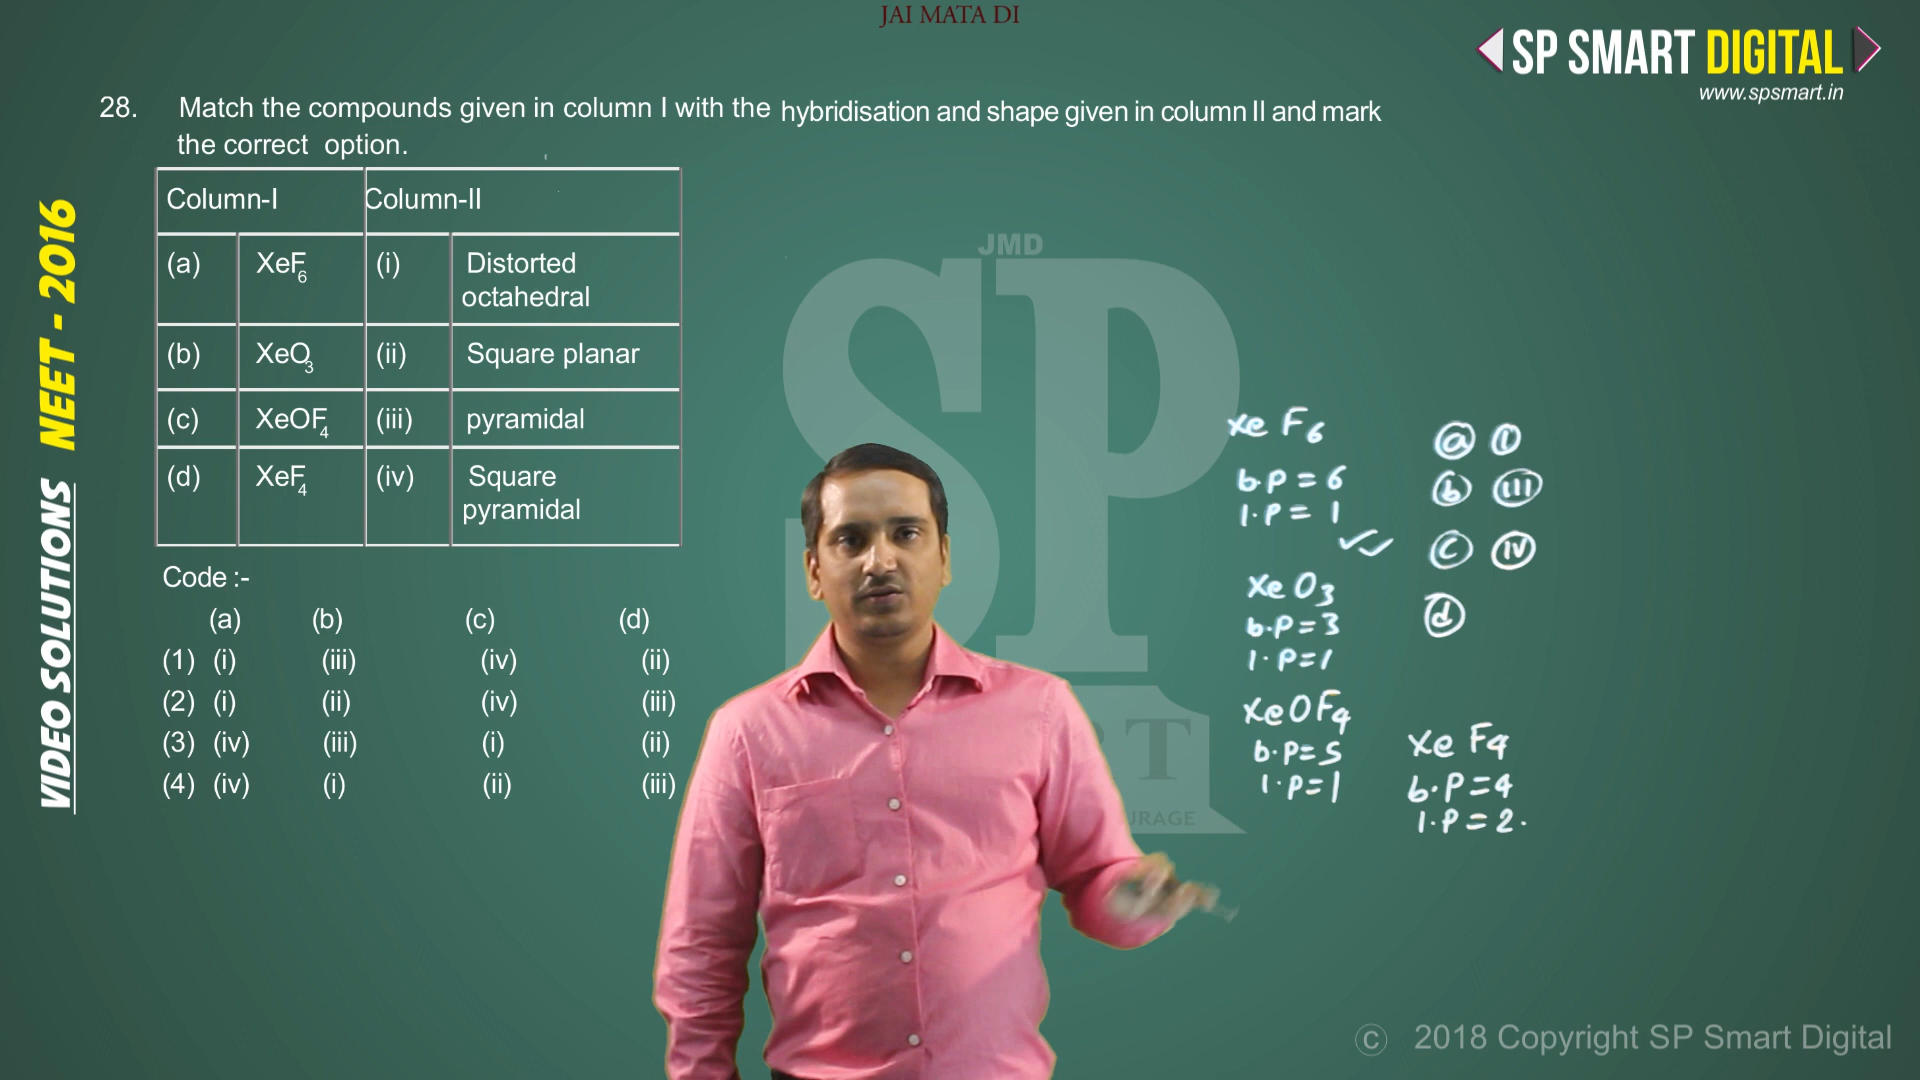 JAI MATA DI
SP SMART DIGITAL
www.spsmart.in
28. Match the compounds given in column I with the hybridisation and shape given in column II and mark
the correct option.
Column-I Column-II
(a) XeF6 (i) Distorted
octahedral
(b) XeO3 (ii) Square planar
(c) XeOF4 (iii) pyramidal
(d) XeF4 (iv) Square
pyramidal
Code :-
(a) (b) (c) (d)
(1) (i) (iii) (iv) (ii)
(2) (i) (ii) (iv) (iii)
(3) (iv) (iii) (i) (ii)
(4) (iv) (i) (ii) (iii)
VIDEO SOLUTIONS NEET - 2016
JMD
SP
Xe F6
b.p = 6
l.p = 1
Xe O3
b.p = 3
l.p = 1
XeOF4
b.p = 5
l.p = 1
a i
b iii
c iv
d
Xe F4
b.p = 4
l.p = 2.
© 2018 Copyright SP Smart Digital